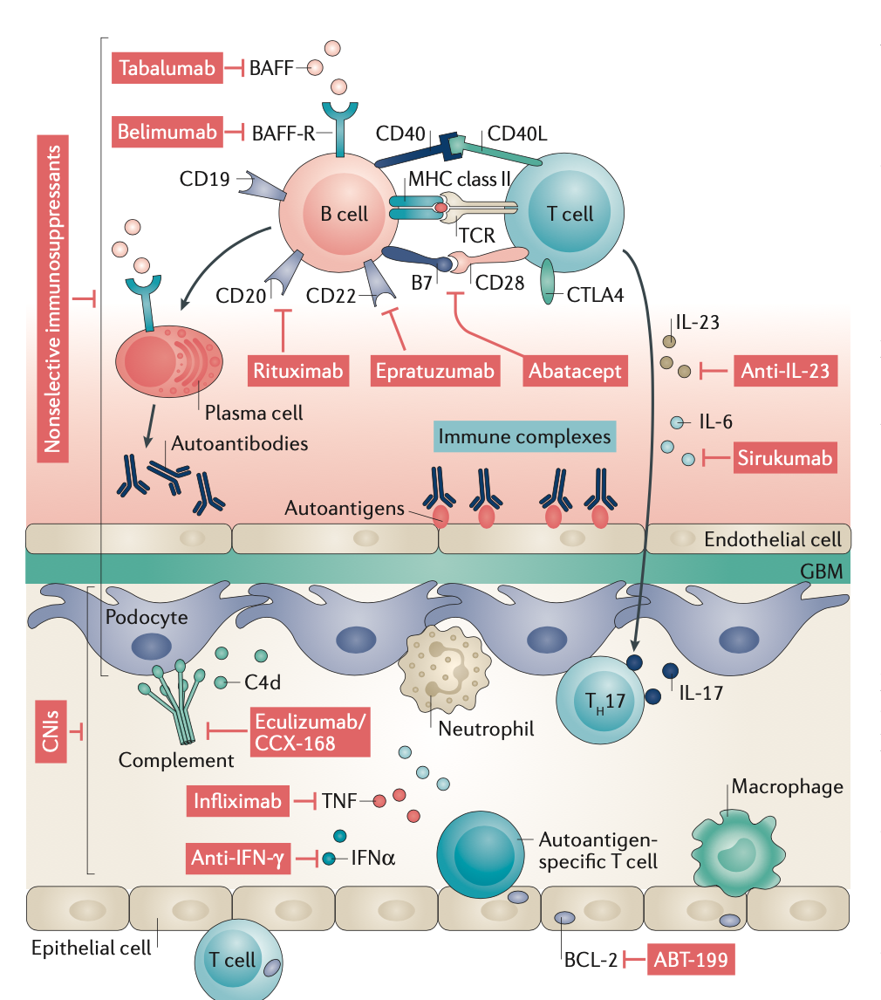 Tabalumab
BAFF
Belimumab
BAFF-R
CD40
CD40L
CD19
MHC class II
B cell
T cell
TCR
Nonselective immunosuppressants
CD20
CD22
B7
CD28
CTLA4
IL-23
Rituximab
Epratuzumab
Abatacept
Anti-IL-23
Plasma cell
IL-6
Immune complexes
Autoantibodies
Sirukumab
Autoantigens
Endothelial cell
GBM
Podocyte
C4d
IL-17
TH17
Neutrophil
CNIs
Eculizumab/
CCX-168
Complement
Macrophage
Infliximab
TNF
Autoantigen-
specific T cell
Anti-IFN-γ
IFNα
Epithelial cell
T cell
BCL-2
ABT-199